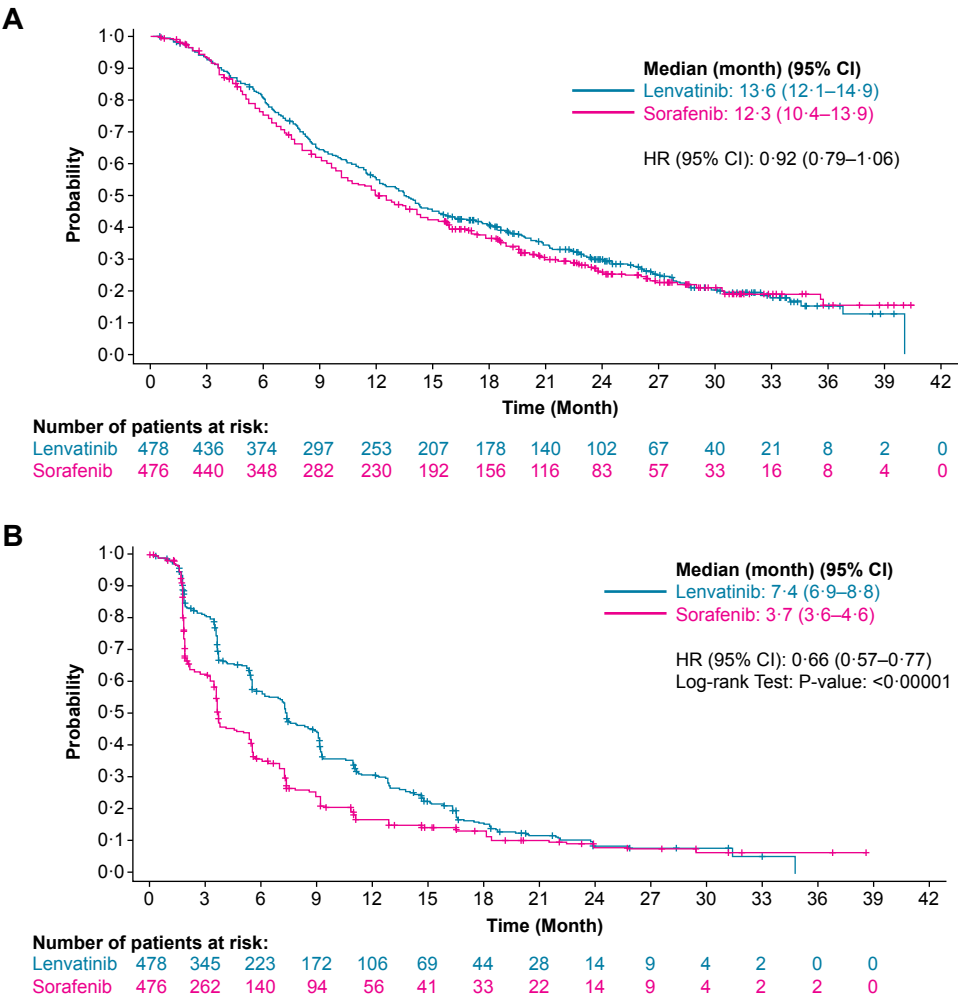 A
1·0
0·9
0·8
0·7
0·6
0·5
0·4
0·3
0·2
0·1
0·0
Probability
Median (month) (95% CI)
Lenvatinib: 13·6 (12·1–14·9)
Sorafenib: 12·3 (10·4–13·9)
HR (95% CI): 0·92 (0·79–1·06)
0 3 6 9 12 15 18 21 24 27 30 33 36 39 42
Time (Month)
Number of patients at risk:
Lenvatinib 478 436 374 297 253 207 178 140 102 67 40 21 8 2 0
Sorafenib 476 440 348 282 230 192 156 116 83 57 33 16 8 4 0
B
1·0
0·9
0·8
0·7
0·6
0·5
0·4
0·3
0·2
0·1
0·0
Probability
Median (month) (95% CI)
Lenvatinib: 7·4 (6·9–8·8)
Sorafenib: 3·7 (3·6–4·6)
HR (95% CI): 0·66 (0·57–0·77)
Log-rank Test: P-value: <0·00001
0 3 6 9 12 15 18 21 24 27 30 33 36 39 42
Time (Month)
Number of patients at risk:
Lenvatinib 478 345 223 172 106 69 44 28 14 9 4 2 0 0
Sorafenib 476 262 140 94 56 41 33 22 14 9 4 2 2 0